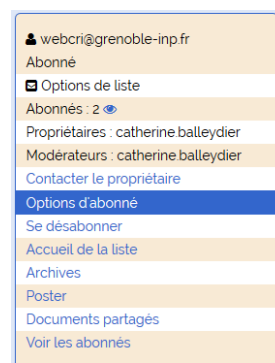 webcri@grenoble-inp.fr
Abonné
Options de liste
Abonnés : 2
Propriétaires : catherine.balleydier
Modérateurs : catherine.balleydier
Contacter le propriétaire
Options d'abonné
Se désabonner
Accueil de la liste
Archives
Poster
Documents partagés
Voir les abonnés